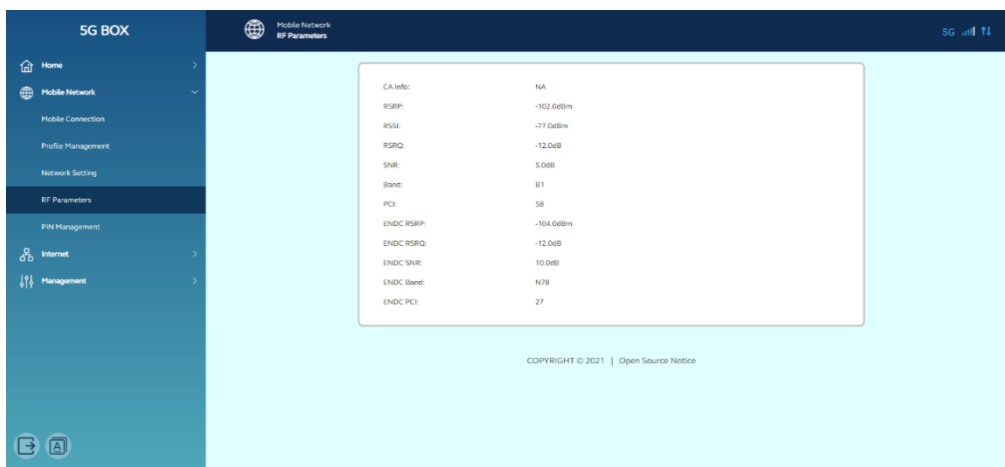 5G BOX
Mobile Network
RF Parameters
5G
Home
Mobile Network
Mobile Connection
Profile Management
Network Setting
RF Parameters
PIN Management
Internet
Management
CA Info: NA
RSRP: -102.0dBm
RSSI: -77.0dBm
RSRQ: -12.0dB
SNR: 5.0dB
Band: B1
PCI: 58
ENDC RSRP: -104.0dBm
ENDC RSRQ: -12.0dB
ENDC SNR: 10.0dB
ENDC Band: N78
ENDC PCI: 27
COPYRIGHT © 2021 | Open Source Notice
A